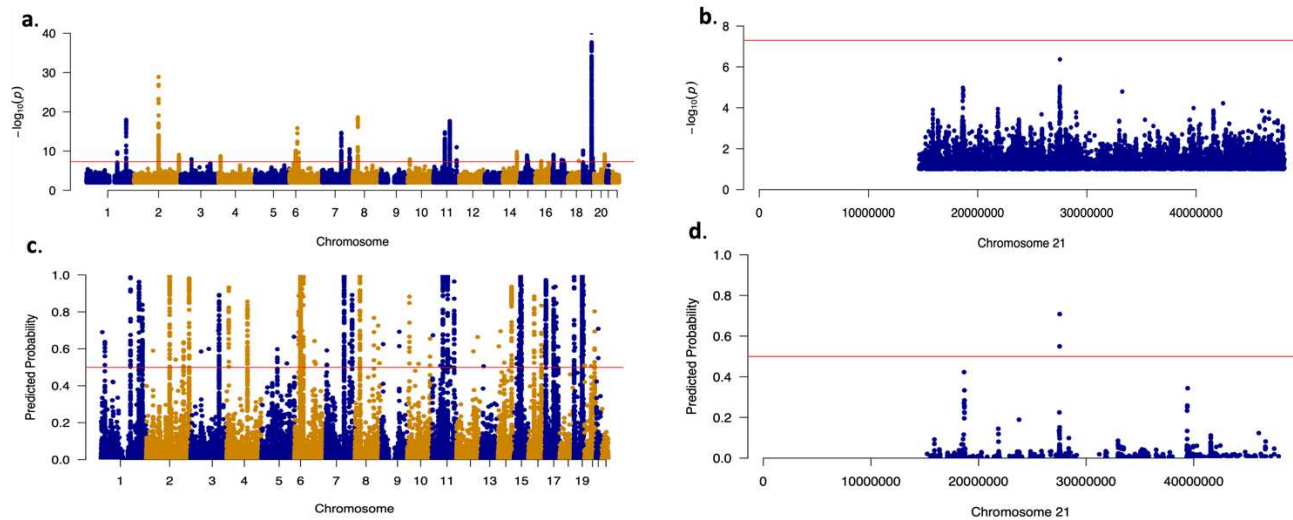 a.
40
30
20
10
0
−log₁₀(p)
1 2 3 4 5 6 7 8 9 10 11 12 14 16 18 20
Chromosome
b.
8
6
4
2
0
−log₁₀(p)
0 10000000 20000000 30000000 40000000
Chromosome 21
c.
1.0
0.8
0.6
0.4
0.2
0.0
Predicted Probability
1 2 3 4 5 6 7 8 9 10 11 13 15 17 19
Chromosome
d.
1.0
0.8
0.6
0.4
0.2
0.0
Predicted Probability
0 10000000 20000000 30000000 40000000
Chromosome 21